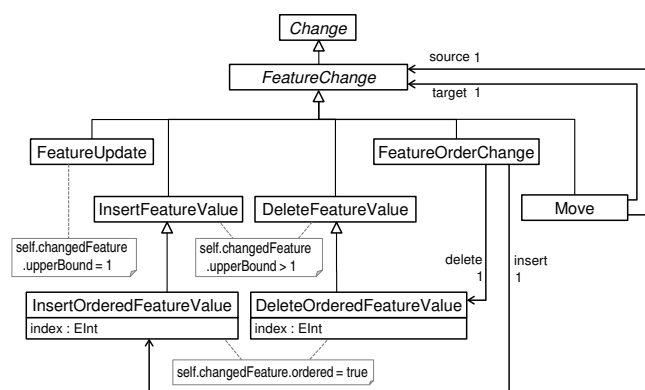 Change
source 1
FeatureChange
target 1
FeatureUpdate
FeatureOrderChange
InsertFeatureValue
DeleteFeatureValue
Move
self.changedFeature
.upperBound = 1
self.changedFeature
.upperBound > 1
delete
1
insert
1
InsertOrderedFeatureValue
index : EInt
DeleteOrderedFeatureValue
index : EInt
self.changedFeature.ordered = true